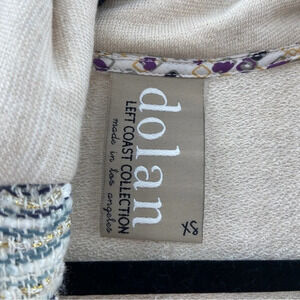 dolan
LEFT COAST COLLECTION
made in los angeles
XS